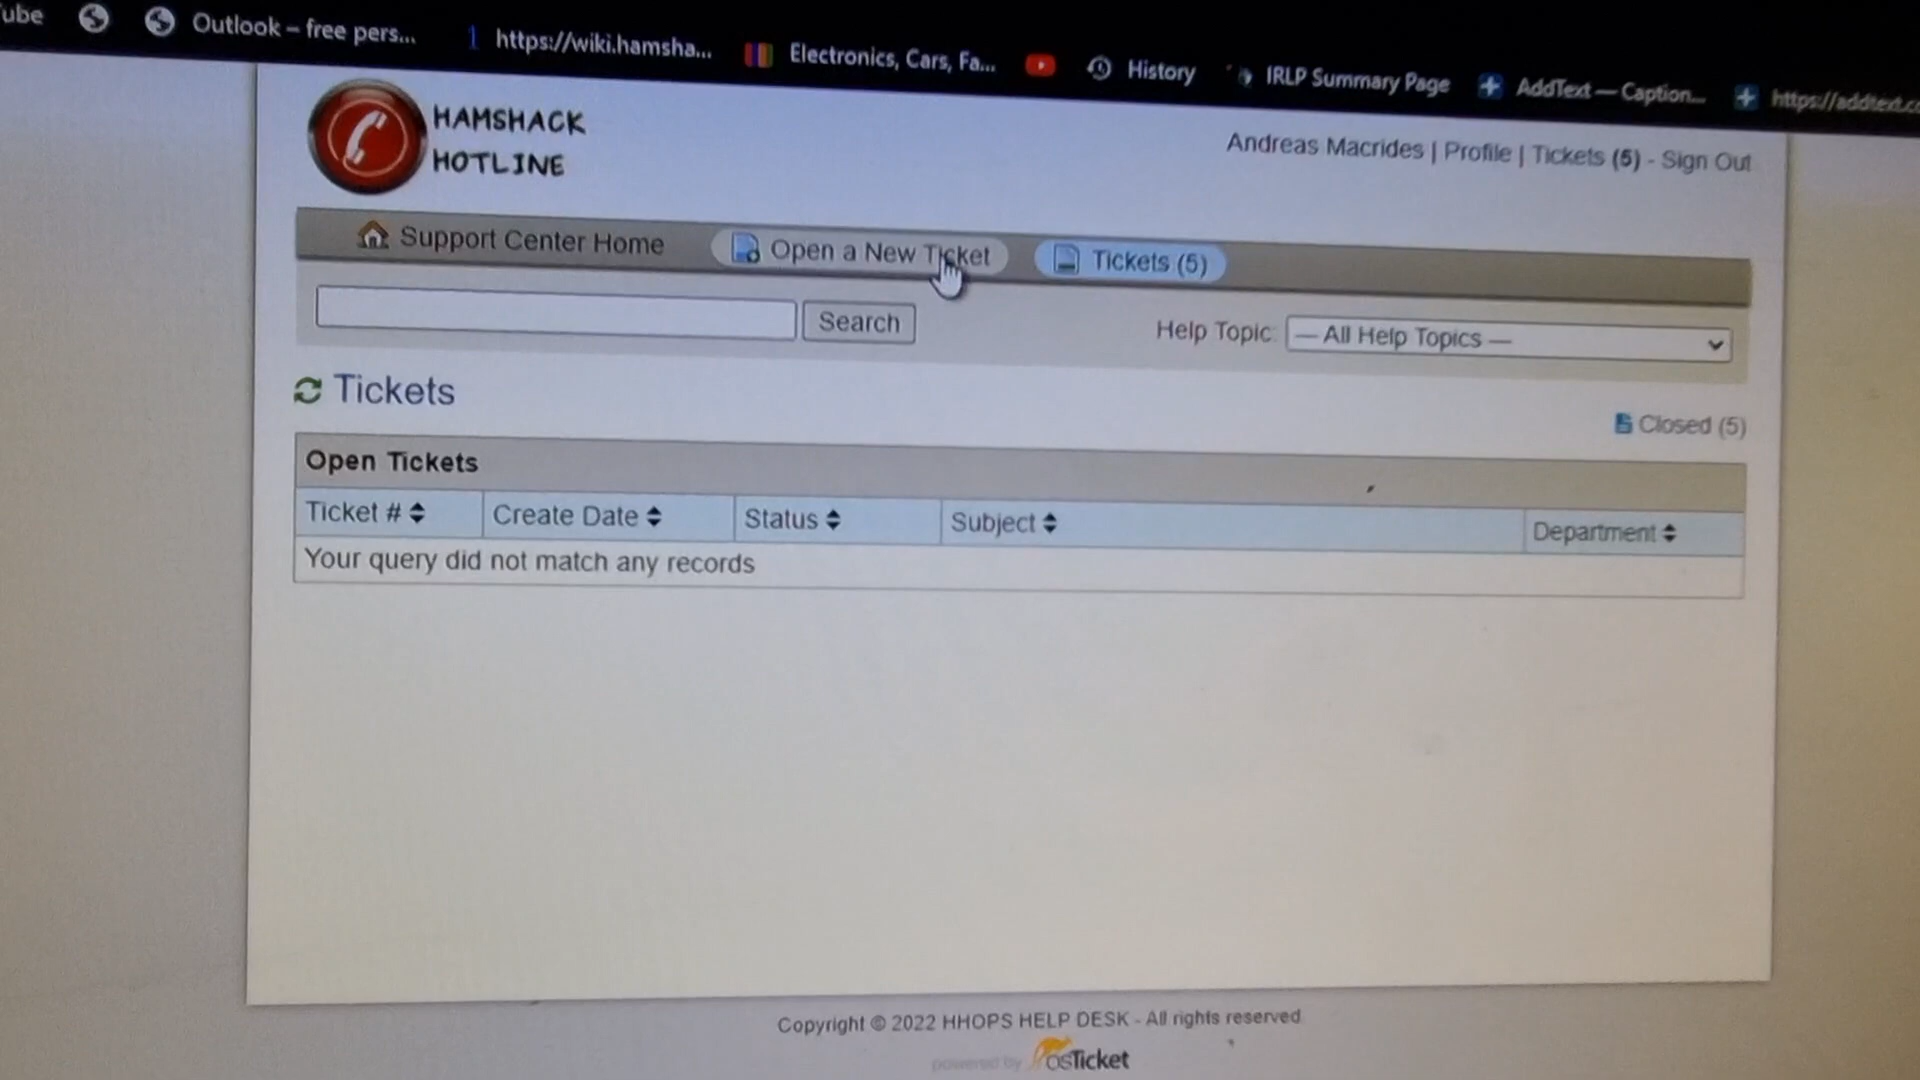 ube
Outlook – free pers...
https://wiki.hamsha...
Electronics, Cars, Fa...
History
IRLP Summary Page
AddText — Caption...
https://addtext.co
HAMSHACK
HOTLINE
Andreas Macrides | Profile | Tickets (5) - Sign Out
Support Center Home
Open a New Ticket
Tickets (5)
Search
Help Topic:
— All Help Topics —
Tickets
Closed (5)
Open Tickets
Ticket #
Create Date
Status
Subject
Department
Your query did not match any records
Copyright © 2022 HHOPS HELP DESK - All rights reserved.
powered by osTicket